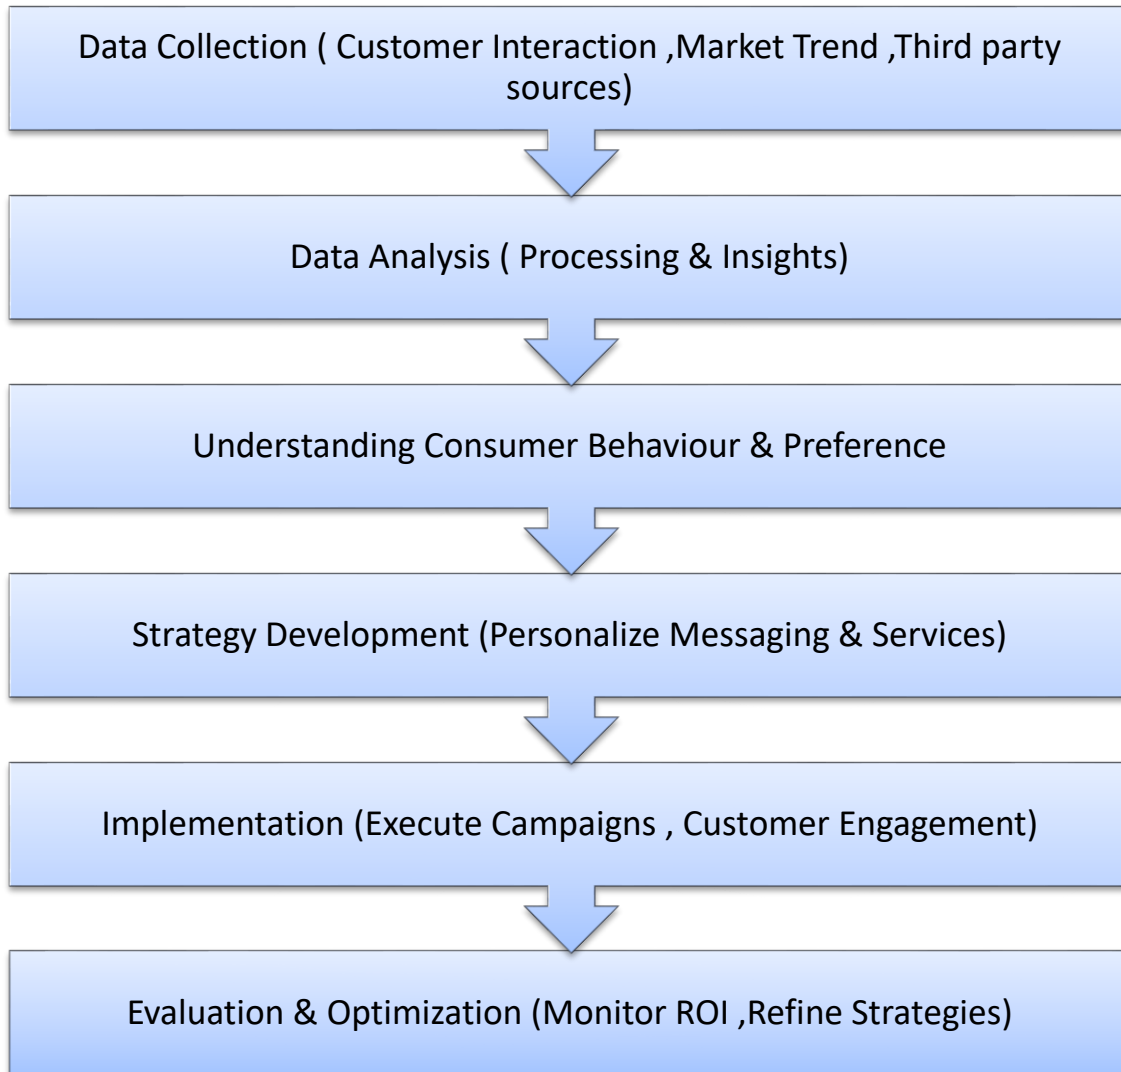 Data Collection ( Customer Interaction ,Market Trend ,Third party
sources)
Data Analysis ( Processing & Insights)
Understanding Consumer Behaviour & Preference
Strategy Development (Personalize Messaging & Services)
Implementation (Execute Campaigns , Customer Engagement)
Evaluation & Optimization (Monitor ROI ,Refine Strategies)